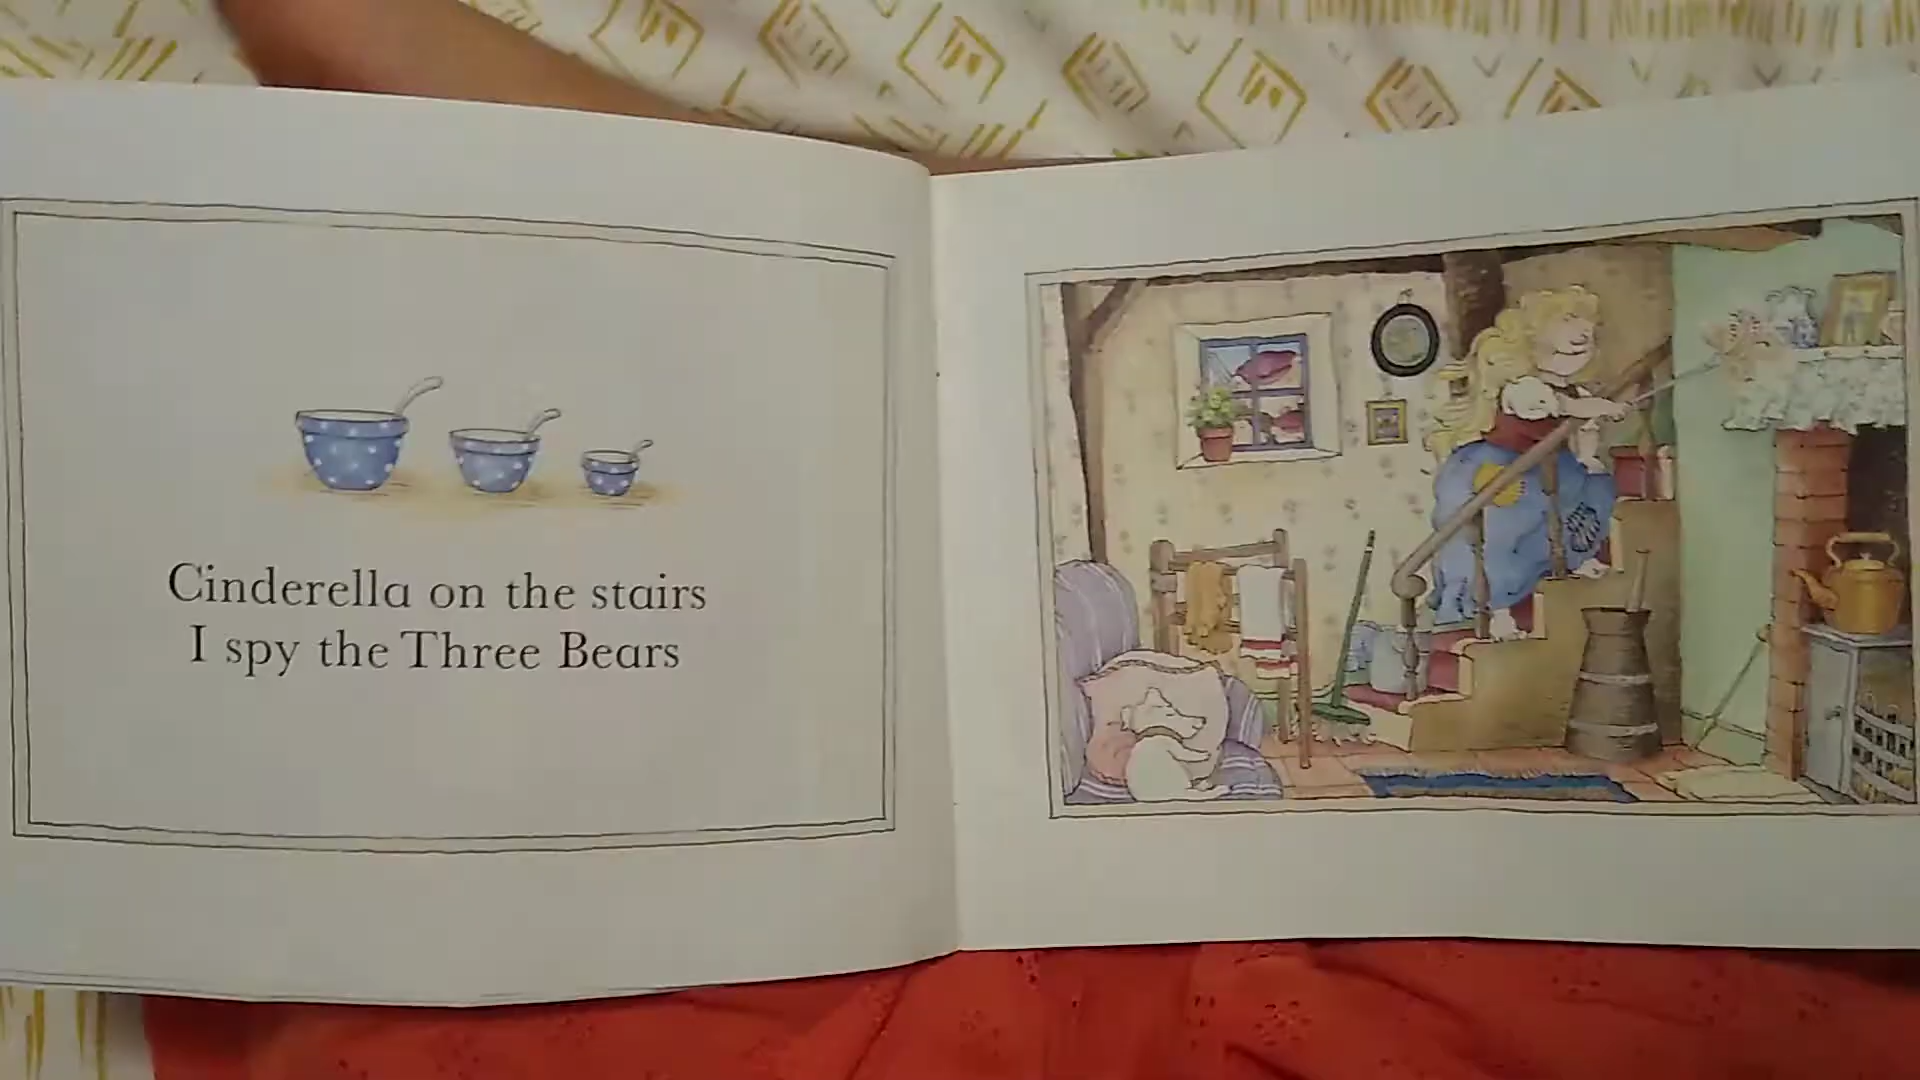 Cinderella on the stairs
I spy the Three Bears